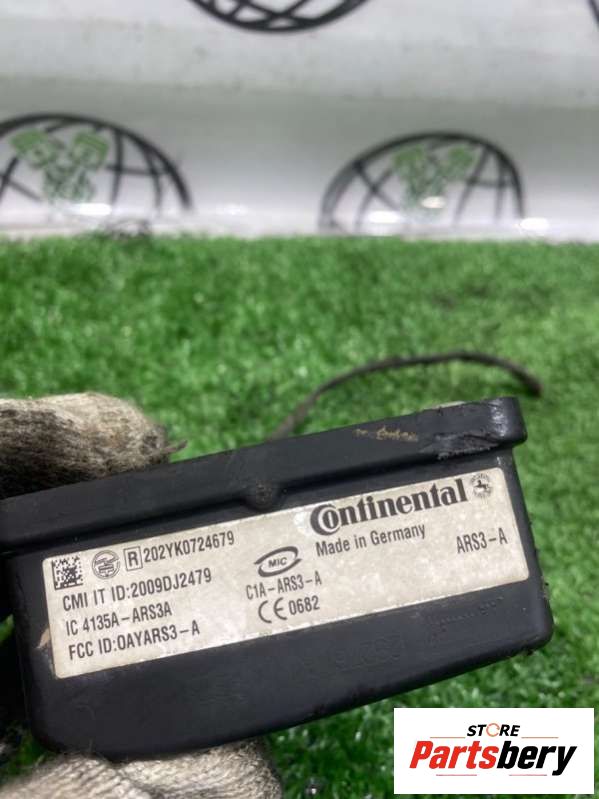 Continental
R 202YK0724679
Made in Germany
ARS3-A
CMI IT ID:2009DJ2479
MIC
C1A-ARS3-A
IC 4135A-ARS3A
CE 0682
FCC ID:OAYARS3-A
STORE
Partsbery